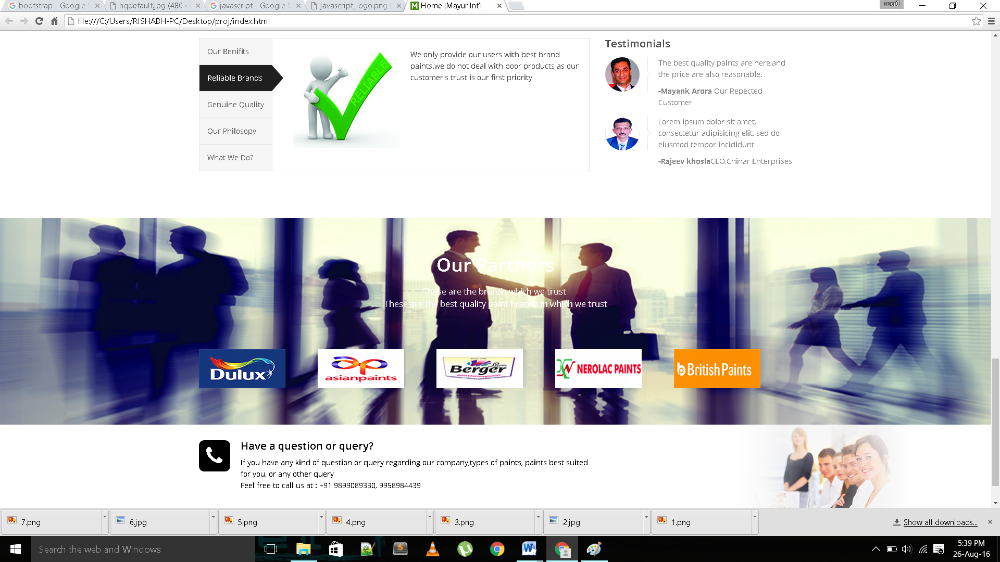 bootstrap - Google S
hqdefault.jpg (480×3
javascript - Google S
javascript_logo.png (
Home |Mayur Int'l
user0
file:///C:/Users/RISHABH-PC/Desktop/proj/index.html
Our Benifits
Reliable Brands
Genuine Quality
Our Philosopy
What We Do?
RELIABLE
We only provide our users with best brand
paints.we do not deal with poor products as our
customer's trust is our first priority
Testimonials
The best quality paints are here,and
the price are also reasonable.
-Mayank Arora Our Repected
Customer
Lorem ipsum dolor sit amet,
consectetur adipisicing elit, sed do
eiusmod tempor incididunt
-Rajeev khoslaCEO,Chinar Enterprises
Our Partners
These are the brands which we trust
These are the best quality paint brands in which we trust
Dulux
ap
asianpaints
Berger
Paint your imagination
NEROLAC PAINTS
bp British Paints
Have a question or query?
If you have any kind of question or query regarding our company,types of paints, paints best suited
for you, or any other query
Feel free to call us at : +91 9899089330, 9958984439
7.png
6.jpg
5.png
4.png
3.png
2.jpg
1.png
Show all downloads...
Search the web and Windows
5:39 PM
26-Aug-16